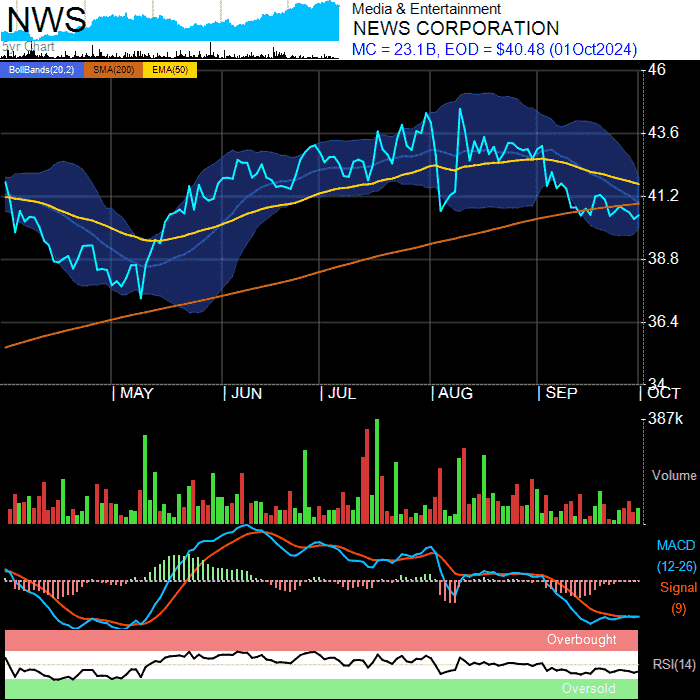 NWS
5yr Chart
Media & Entertainment
NEWS CORPORATION
MC = 23.1B, EOD = $40.48 (01Oct2024)
BollBands(20,2) SMA(200) EMA(50)
46
43.6
41.2
38.8
36.4
34
MAY JUN JUL AUG SEP OCT
387k
Volume
MACD
(12-26)
Signal
(9)
Overbought
RSI(14)
Oversold